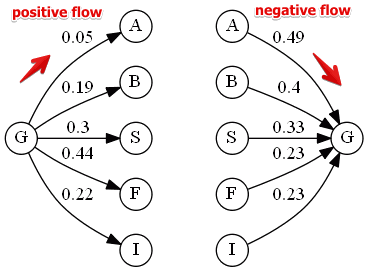 positive flow
negative flow
A
0.05
B
0.19
G
0.3
S
0.44
F
0.22
I
A
0.49
B
0.4
S
0.33
G
0.23
F
0.23
I